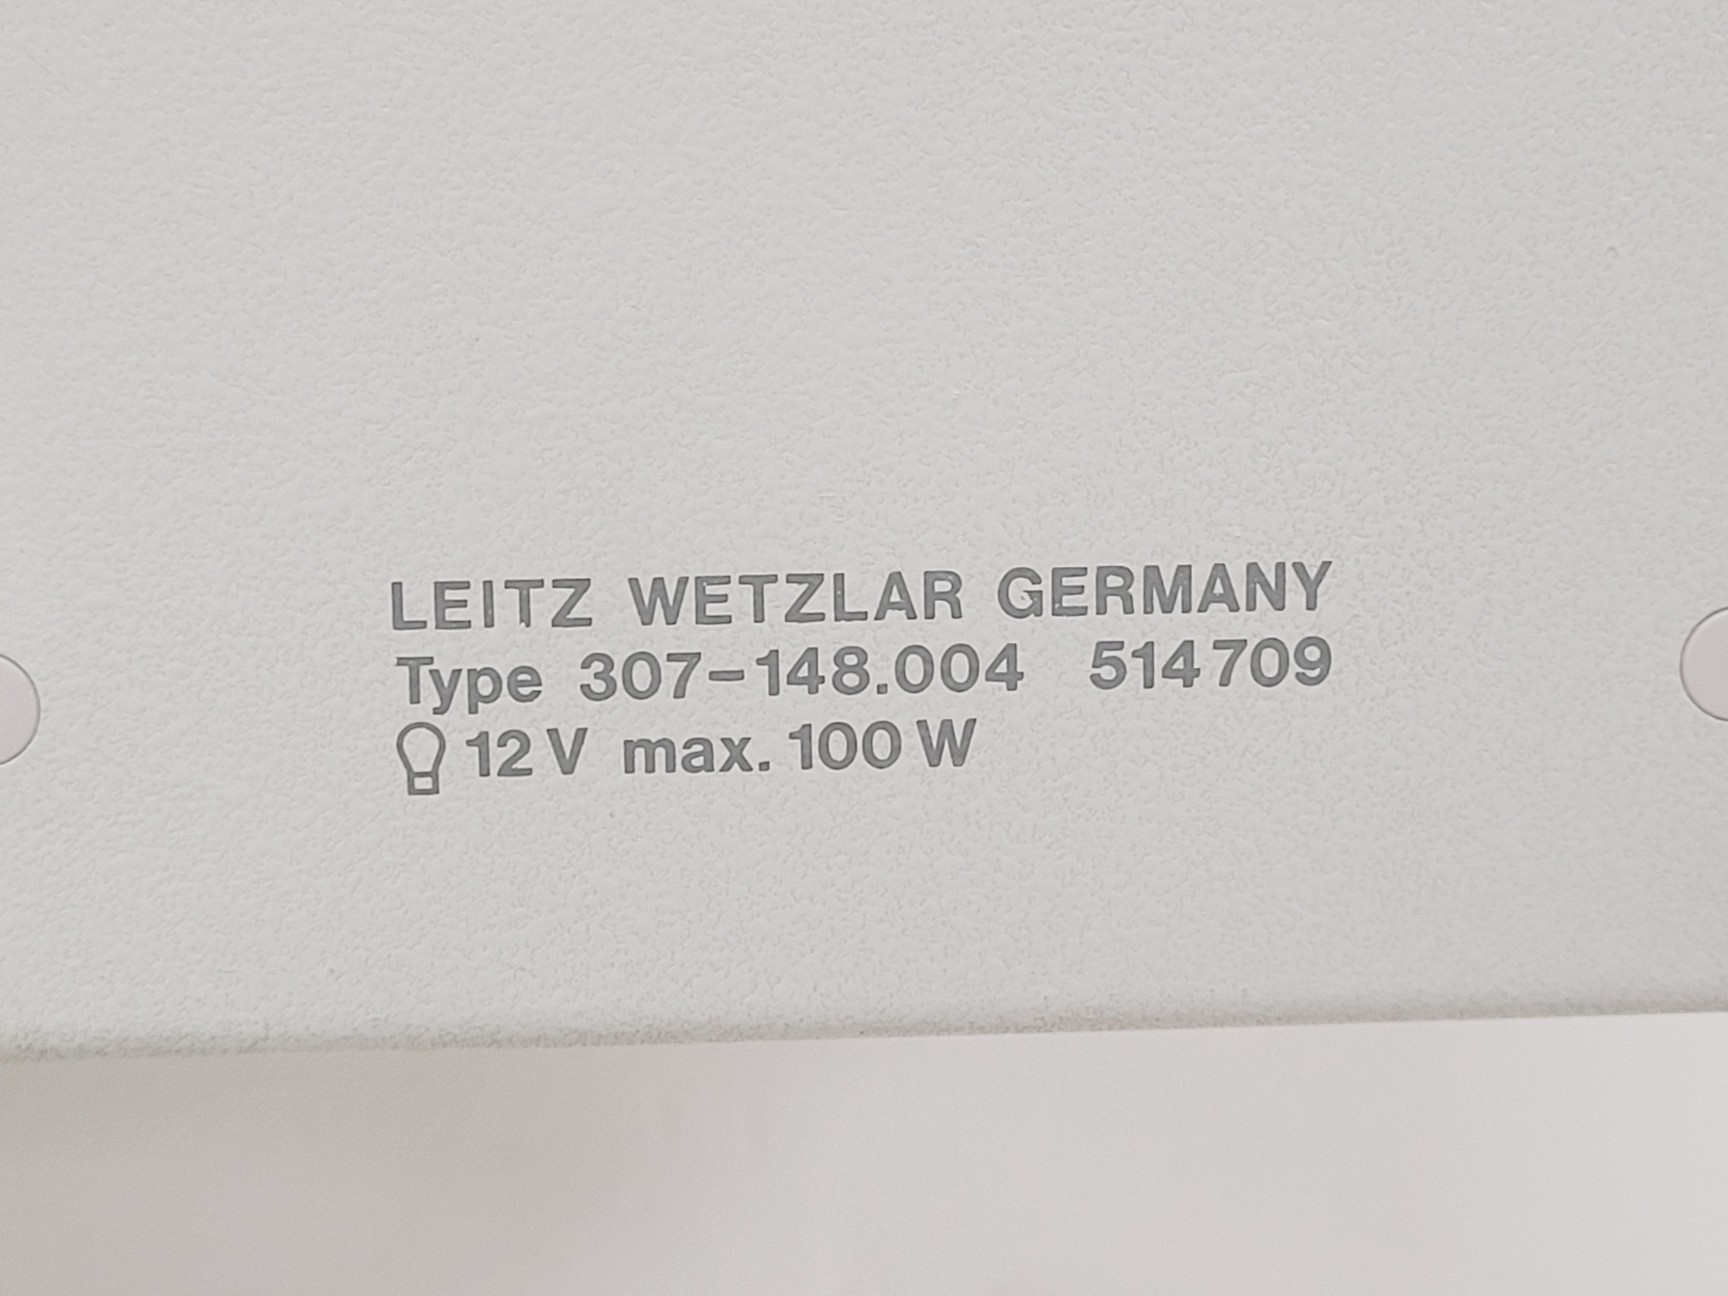 LEITZ WETZLAR GERMANY
Type 307-148.004 514709
12 V max. 100 W